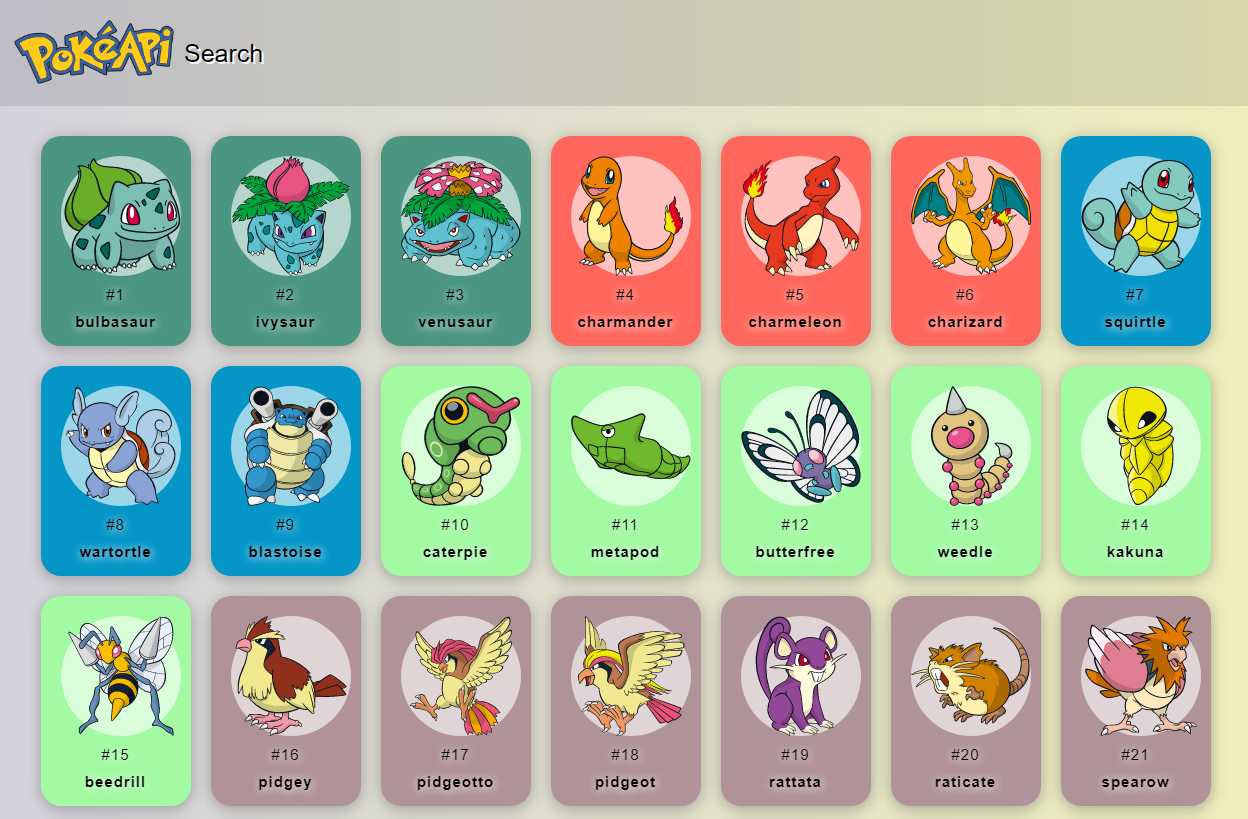 PokéAPi Search
#1
bulbasaur
#2
ivysaur
#3
venusaur
#4
charmander
#5
charmeleon
#6
charizard
#7
squirtle
#8
wartortle
#9
blastoise
#10
caterpie
#11
metapod
#12
butterfree
#13
weedle
#14
kakuna
#15
beedrill
#16
pidgey
#17
pidgeotto
#18
pidgeot
#19
rattata
#20
raticate
#21
spearow